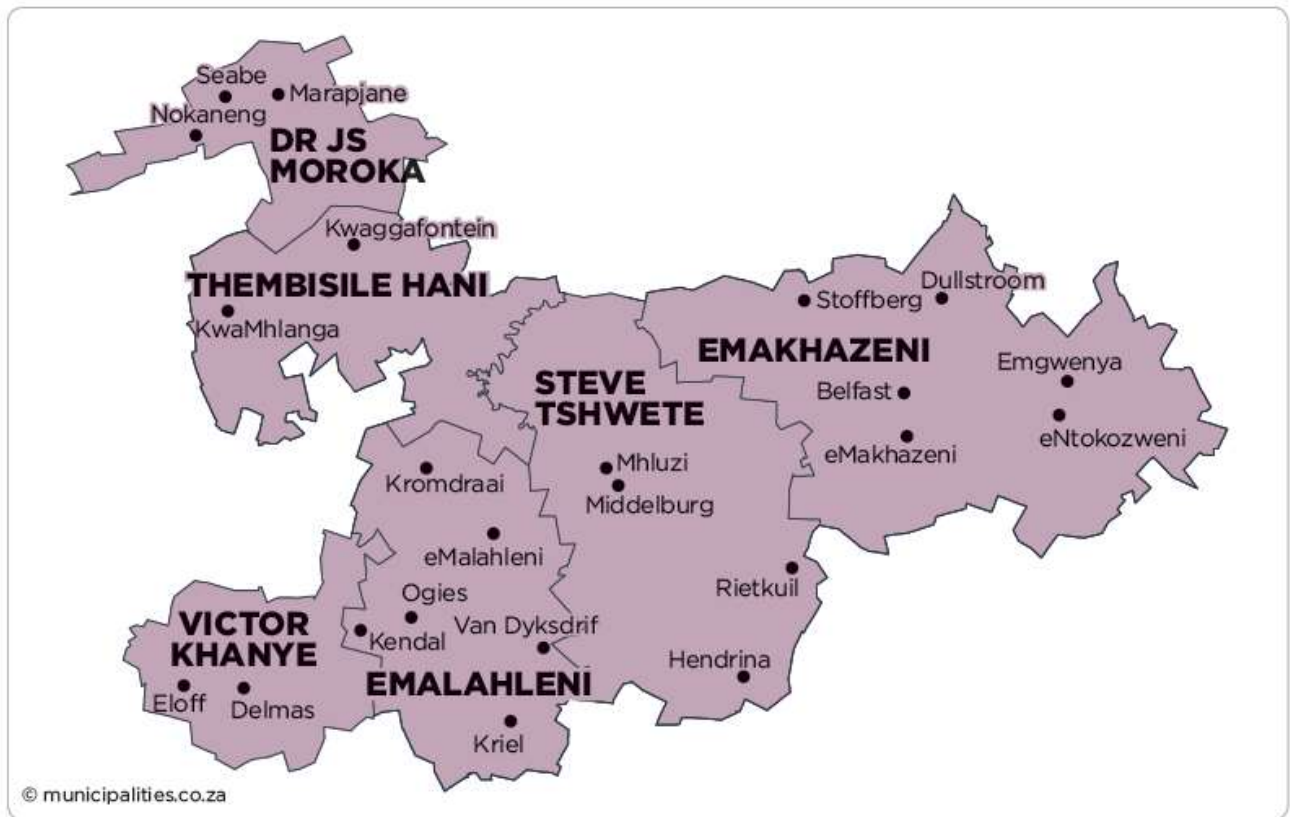 Seabe
Marapjane
Nokaneng
DR JS
MOROKA
Kwaggafontein
THEMBISILE HANI
KwaMhlanga
Dullstroom
Stoffberg
EMAKHAZENI
Emgwenya
STEVE
TSHWETE
Belfast
eNtokozweni
eMakhazeni
Mhluzi
Kromdraai
Middelburg
eMalahleni
Rietkuil
Ogies
VICTOR
KHANYE
Van Dyksdrif
Kendal
Hendrina
EMALAHLENI
Eloff
Delmas
Kriel
© municipalities.co.za